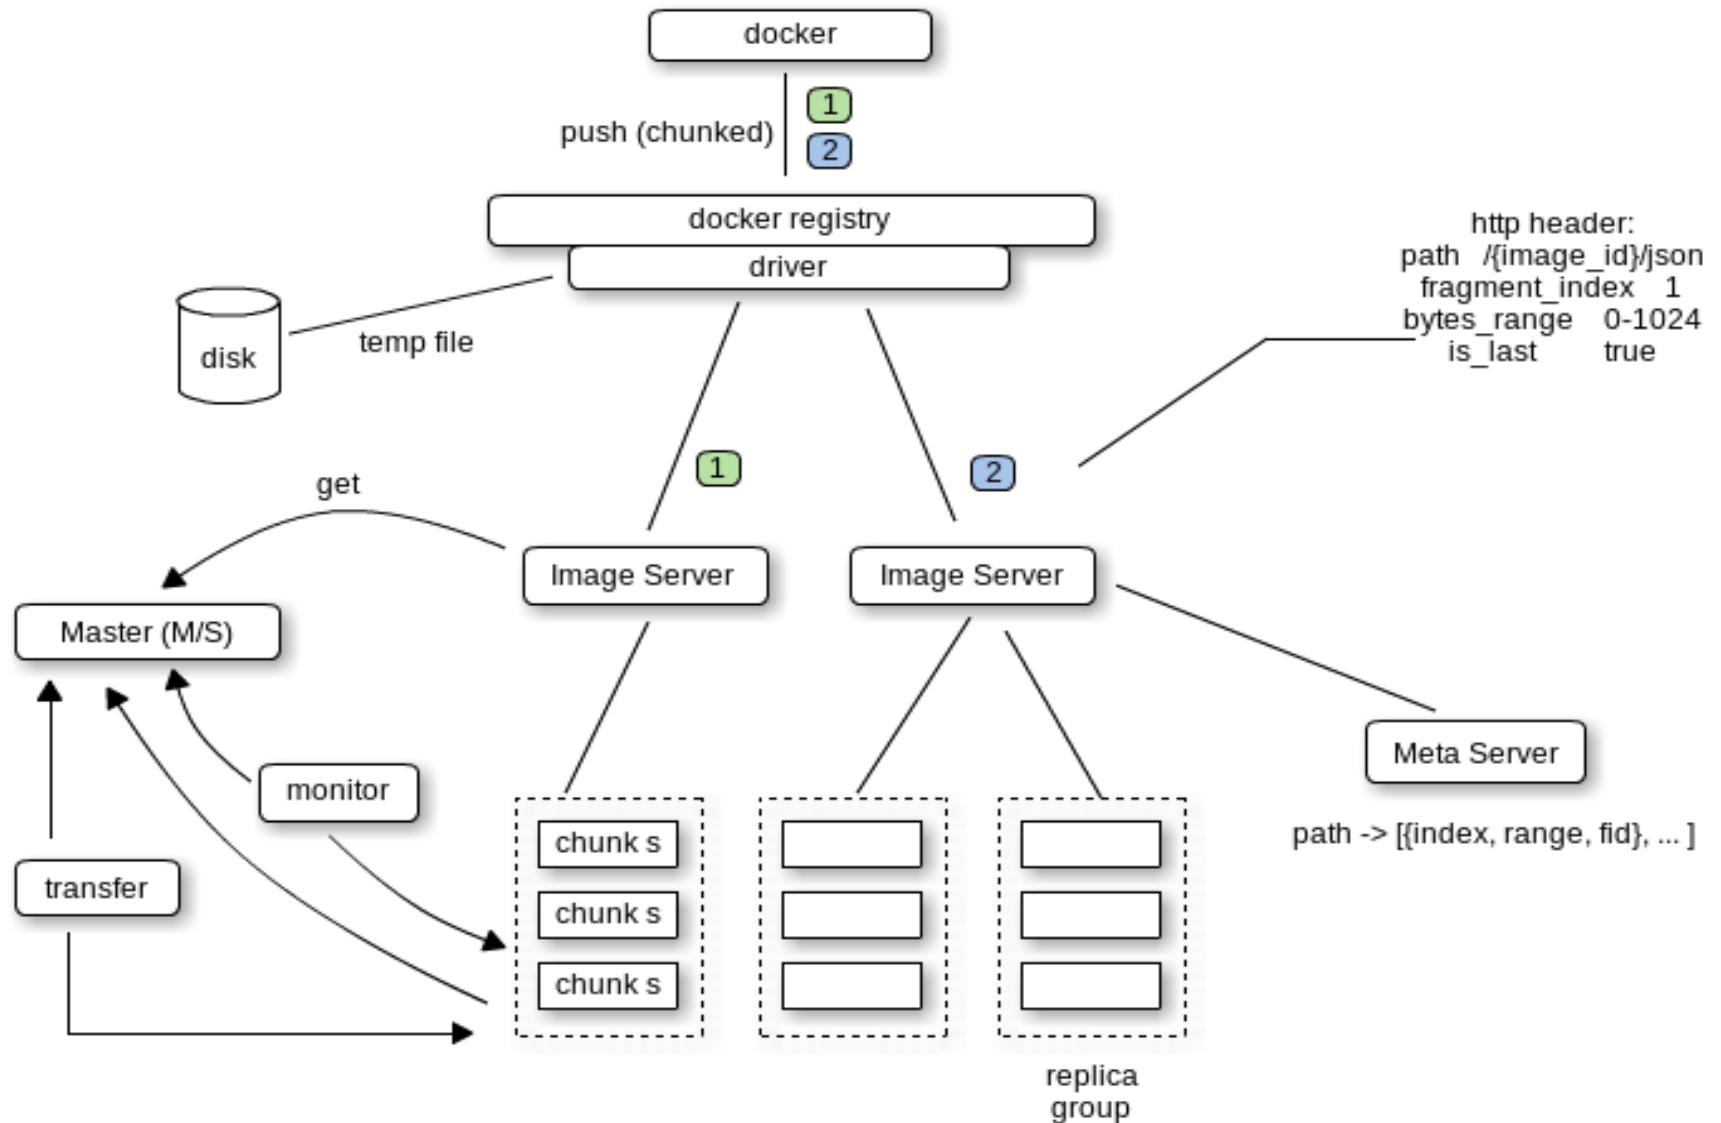 docker
1
push (chunked)
2
docker registry
driver
http header:
path /{image_id}/json
fragment_index 1
bytes_range 0-1024
is_last true
disk
temp file
1
2
get
Image Server
Image Server
Master (M/S)
Meta Server
monitor
path -> [{index, range, fid}, ... ]
chunk s
transfer
chunk s
chunk s
replica
group